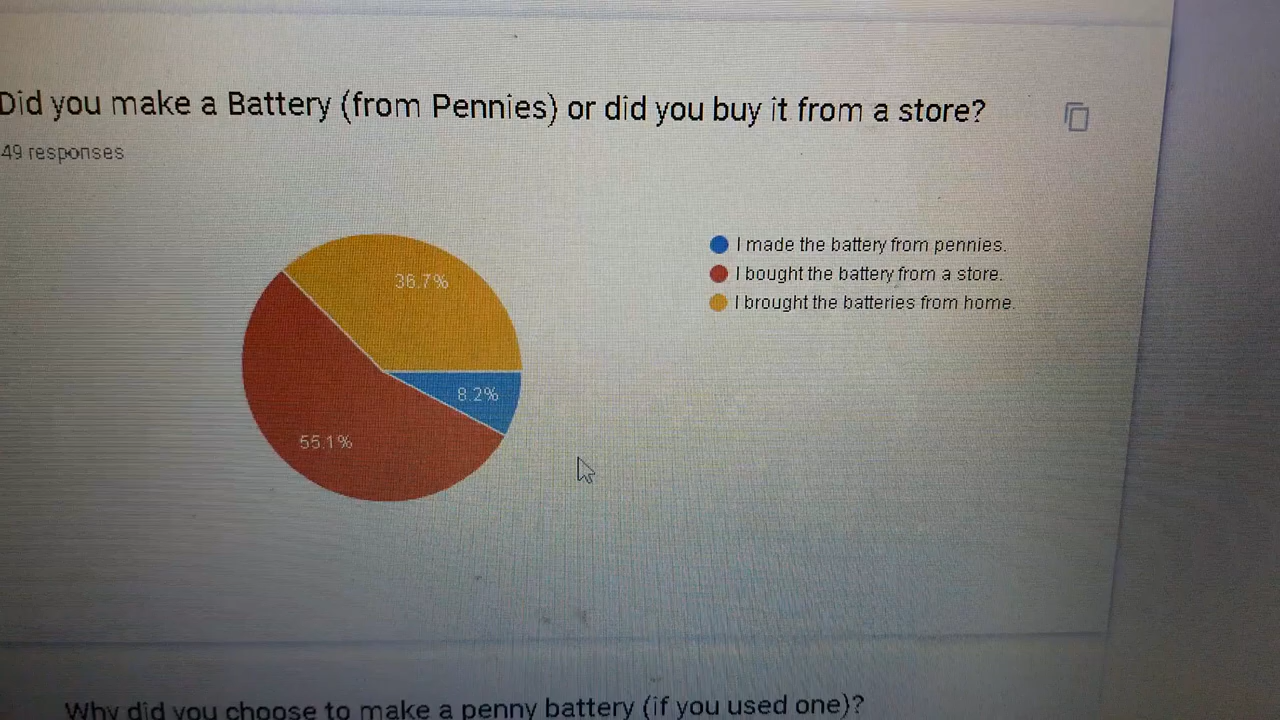 Did you make a Battery (from Pennies) or did you buy it from a store?
49 responses
I made the battery from pennies.
I bought the battery from a store.
I brought the batteries from home.
36.7%
8.2%
55.1%
Why did you choose to make a penny battery (if you used one)?